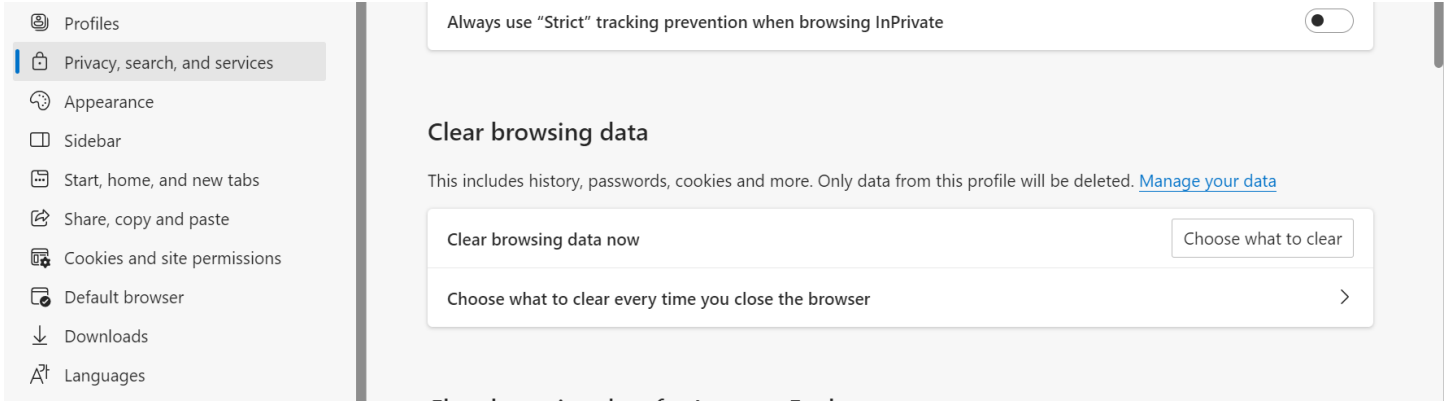 Profiles
Privacy, search, and services
Appearance
Sidebar
Start, home, and new tabs
Share, copy and paste
Cookies and site permissions
Default browser
Downloads
Languages
Always use “Strict” tracking prevention when browsing InPrivate
Clear browsing data
This includes history, passwords, cookies and more. Only data from this profile will be deleted. Manage your data
Clear browsing data now
Choose what to clear
Choose what to clear every time you close the browser